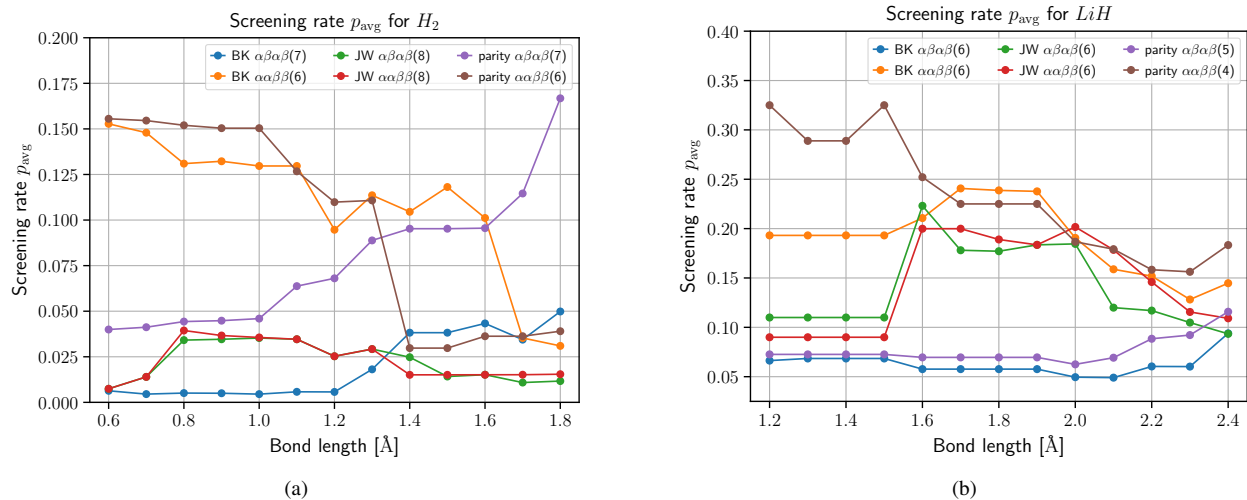 Screening rate pavg for H2
BK αβαβ(7) JW αβαβ(8) parity αβαβ(7)
BK ααββ(6) JW ααββ(8) parity ααββ(6)
Screening rate pavg
0.200
0.175
0.150
0.125
0.100
0.075
0.050
0.025
0.000
0.6 0.8 1.0 1.2 1.4 1.6 1.8
Bond length [Å]
(a)
Screening rate pavg for LiH
BK αβαβ(6) JW αβαβ(6) parity αβαβ(5)
BK ααββ(6) JW ααββ(6) parity ααββ(4)
Screening rate pavg
0.40
0.35
0.30
0.25
0.20
0.15
0.10
0.05
1.2 1.4 1.6 1.8 2.0 2.2 2.4
Bond length [Å]
(b)